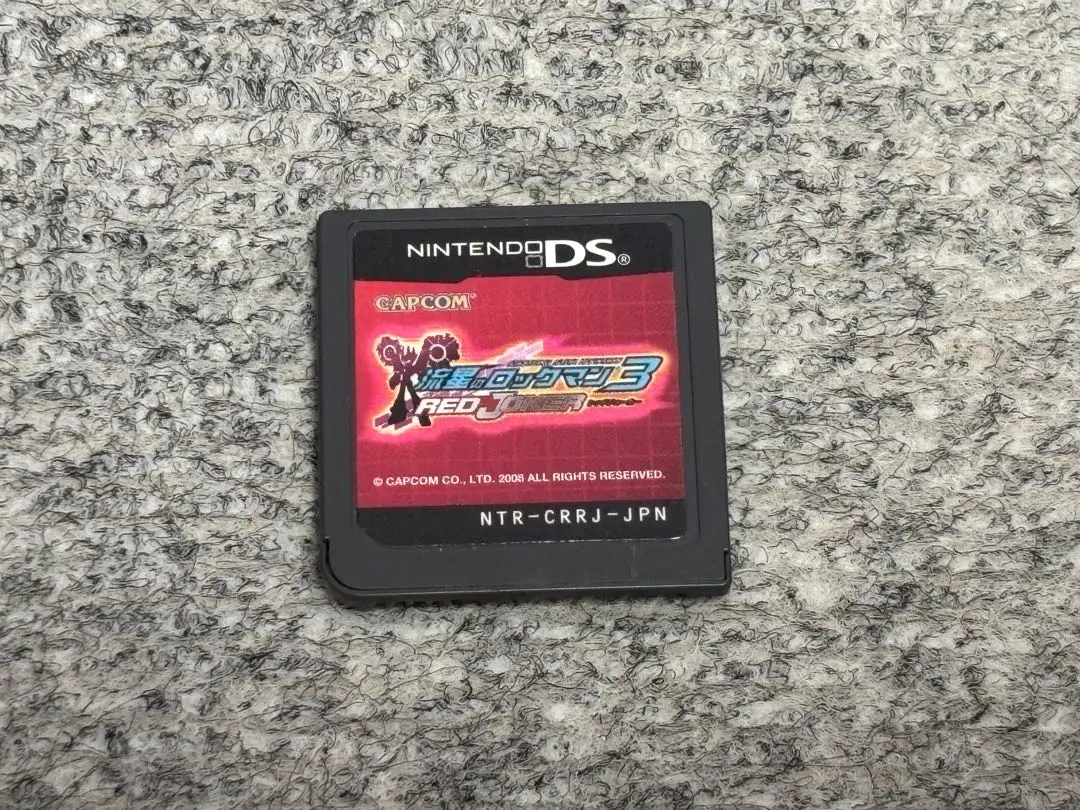 NINTENDO DS®
CAPCOM®
流星のロックマン3
RED JOKER
© CAPCOM CO., LTD. 2008 ALL RIGHTS RESERVED.
NTR-CRRJ-JPN